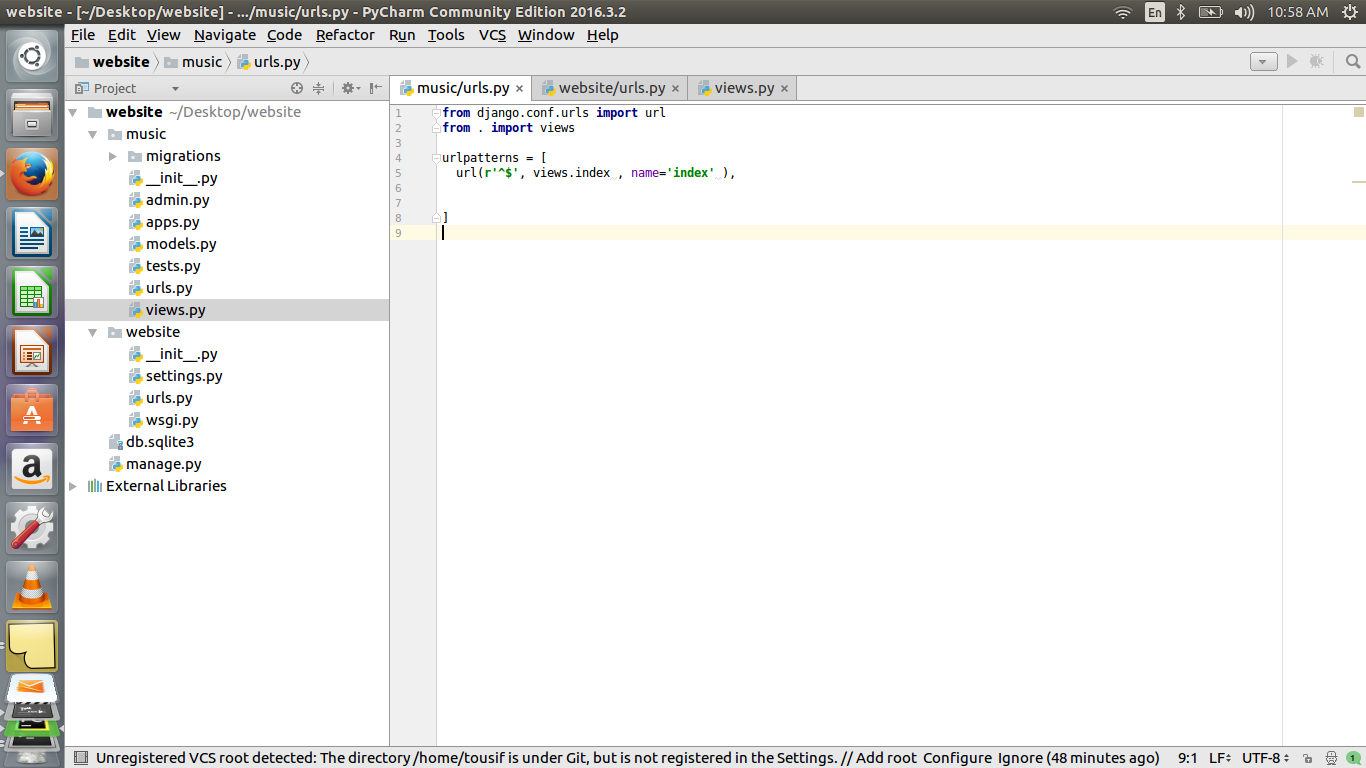 website - [~/Desktop/website] - .../music/urls.py - PyCharm Community Edition 2016.3.2
En
10:58 AM
File Edit View Navigate Code Refactor Run Tools VCS Window Help
website music urls.py
Project
music/urls.py × website/urls.py × views.py ×
website ~/Desktop/website
music
migrations
__init__.py
admin.py
apps.py
models.py
tests.py
urls.py
views.py
website
__init__.py
settings.py
urls.py
wsgi.py
db.sqlite3
manage.py
External Libraries
1 from django.conf.urls import url
2 from . import views
3
4 urlpatterns = [
5 url(r'^$', views.index_, name='index'_),
6
7
8 ]
9
Unregistered VCS root detected: The directory /home/tousif is under Git, but is not registered in the Settings. // Add root Configure Ignore (48 minutes ago) 9:1 LF÷ UTF-8÷ 1